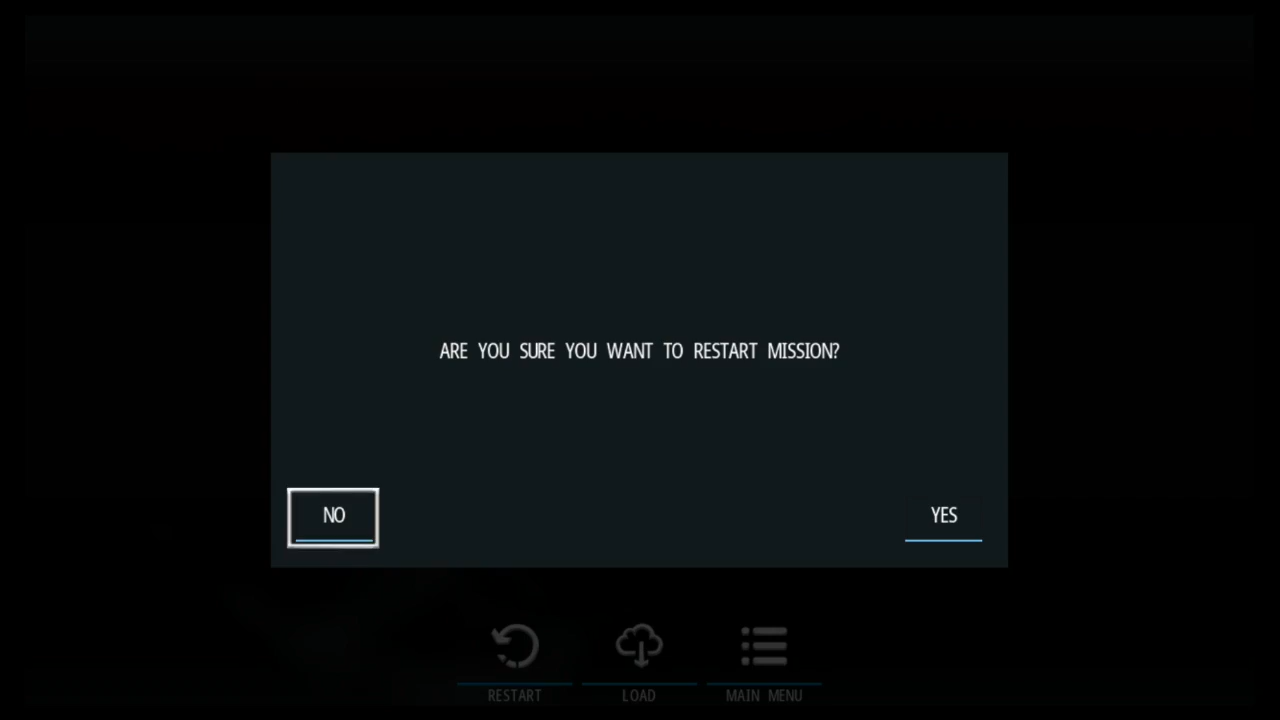 ARE YOU SURE YOU WANT TO RESTART MISSION?
NO
YES
RESTART
LOAD
MAIN MENU